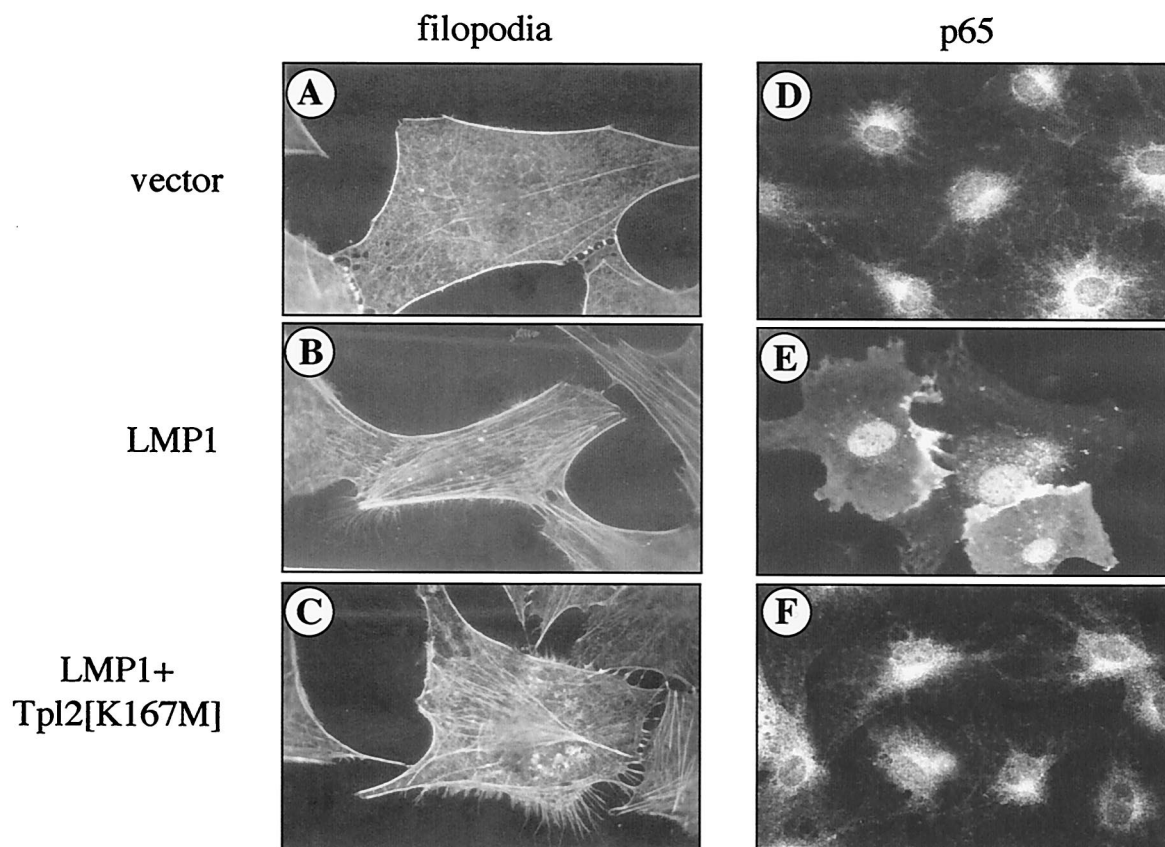 filopodia
p65
vector
A
D
LMP1
B
E
LMP1+
Tpl2[K167M]
C
F